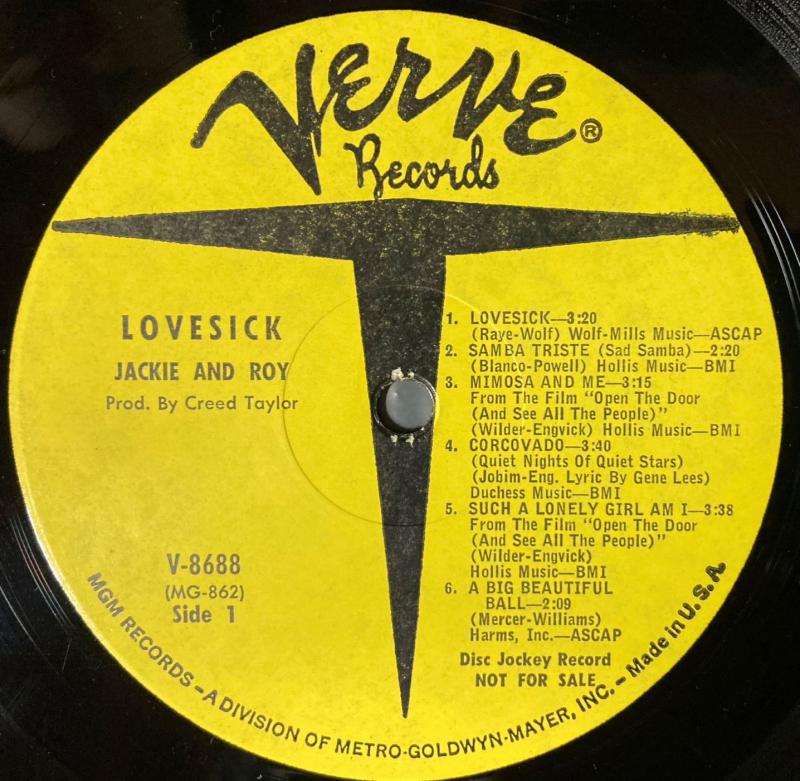 Verve®
Records
LOVESICK
JACKIE AND ROY
Prod. By Creed Taylor
V-8688
(MG-862)
Side 1
1. LOVESICK—3:20
(Raye-Wolf) Wolf-Mills Music—ASCAP
2. SAMBA TRISTE (Sad Samba)—2:20
(Blanco-Powell) Hollis Music—BMI
3. MIMOSA AND ME—3:15
From The Film "Open The Door
(And See All The People)"
(Wilder-Engvick) Hollis Music—BMI
4. CORCOVADO—3:40
(Quiet Nights Of Quiet Stars)
(Jobim-Eng. Lyric By Gene Lees)
Duchess Music—BMI
5. SUCH A LONELY GIRL AM I—3:38
From The Film "Open The Door
(And See All The People)"
(Wilder-Engvick)
Hollis Music—BMI
6. A BIG BEAUTIFUL
BALL—2:09
(Mercer-Williams)
Harms, Inc.—ASCAP
Disc Jockey Record
NOT FOR SALE
MGM RECORDS – A DIVISION OF METRO-GOLDWYN-MAYER, INC. – Made in U.S.A.